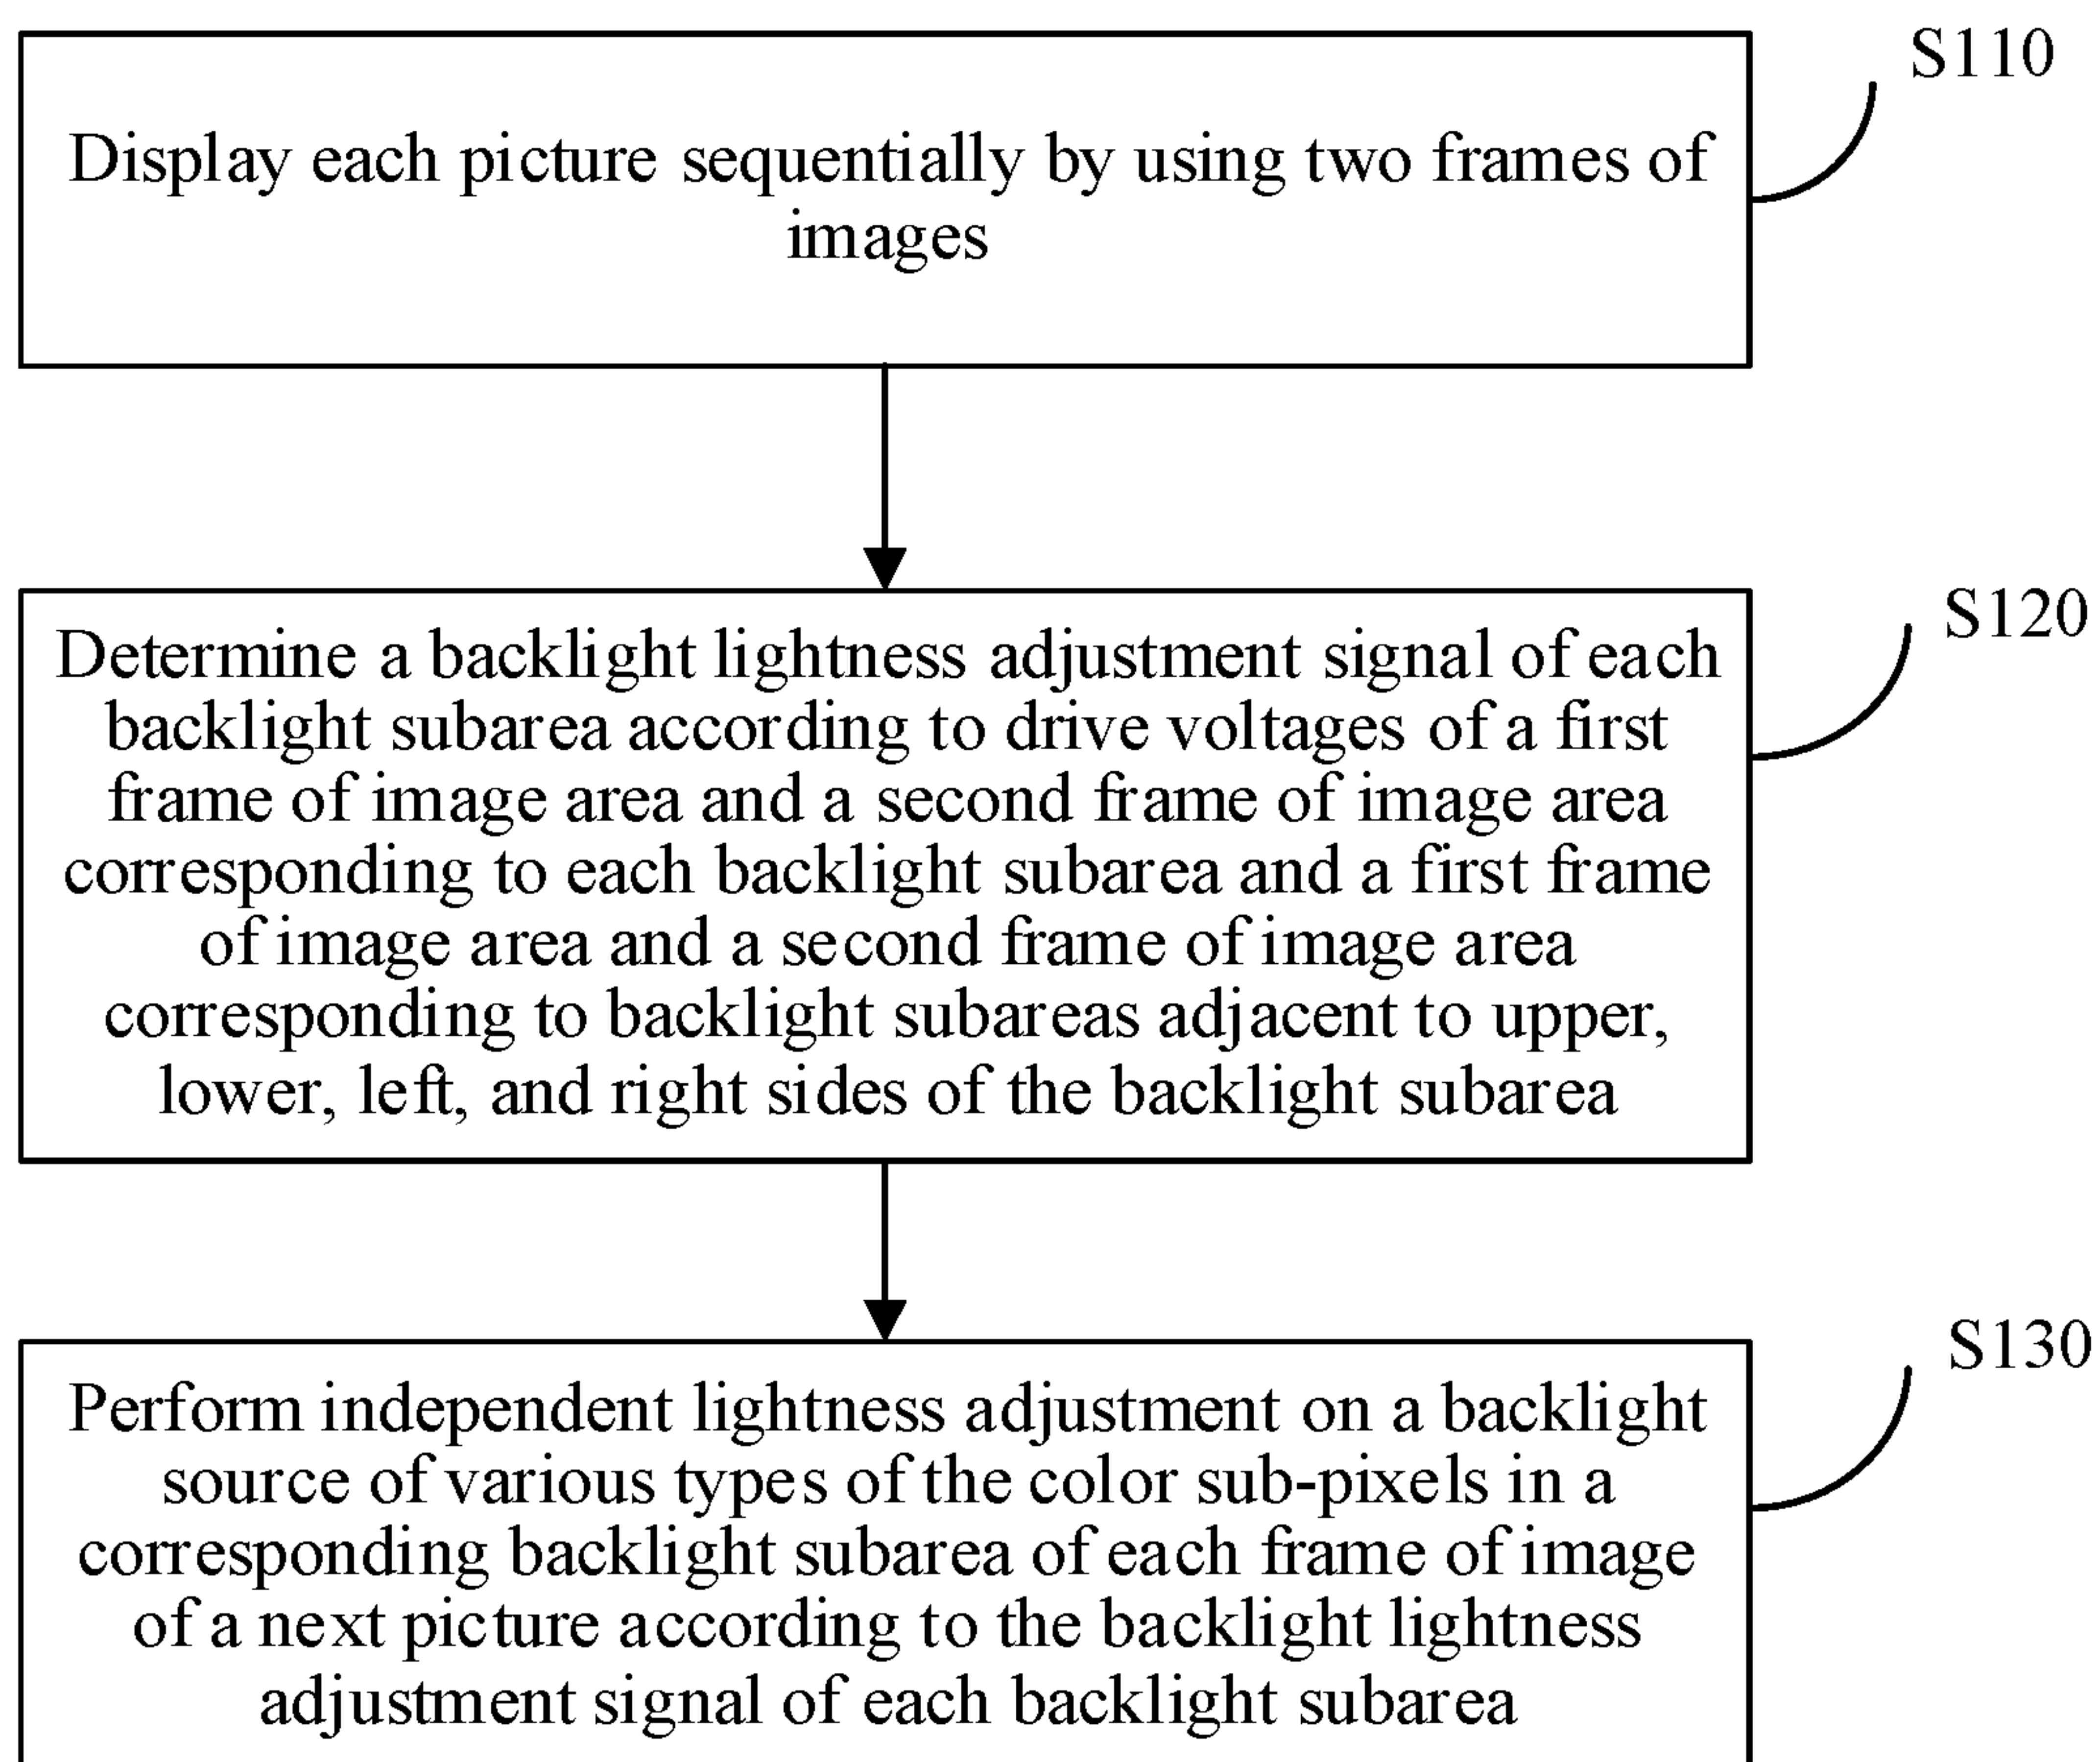 S110
Display each picture sequentially by using two frames of
images
S120
Determine a backlight lightness adjustment signal of each
backlight subarea according to drive voltages of a first
frame of image area and a second frame of image area
corresponding to each backlight subarea and a first frame
of image area and a second frame of image area
corresponding to backlight subareas adjacent to upper,
lower, left, and right sides of the backlight subarea
S130
Perform independent lightness adjustment on a backlight
source of various types of the color sub-pixels in a
corresponding backlight subarea of each frame of image
of a next picture according to the backlight lightness
adjustment signal of each backlight subarea